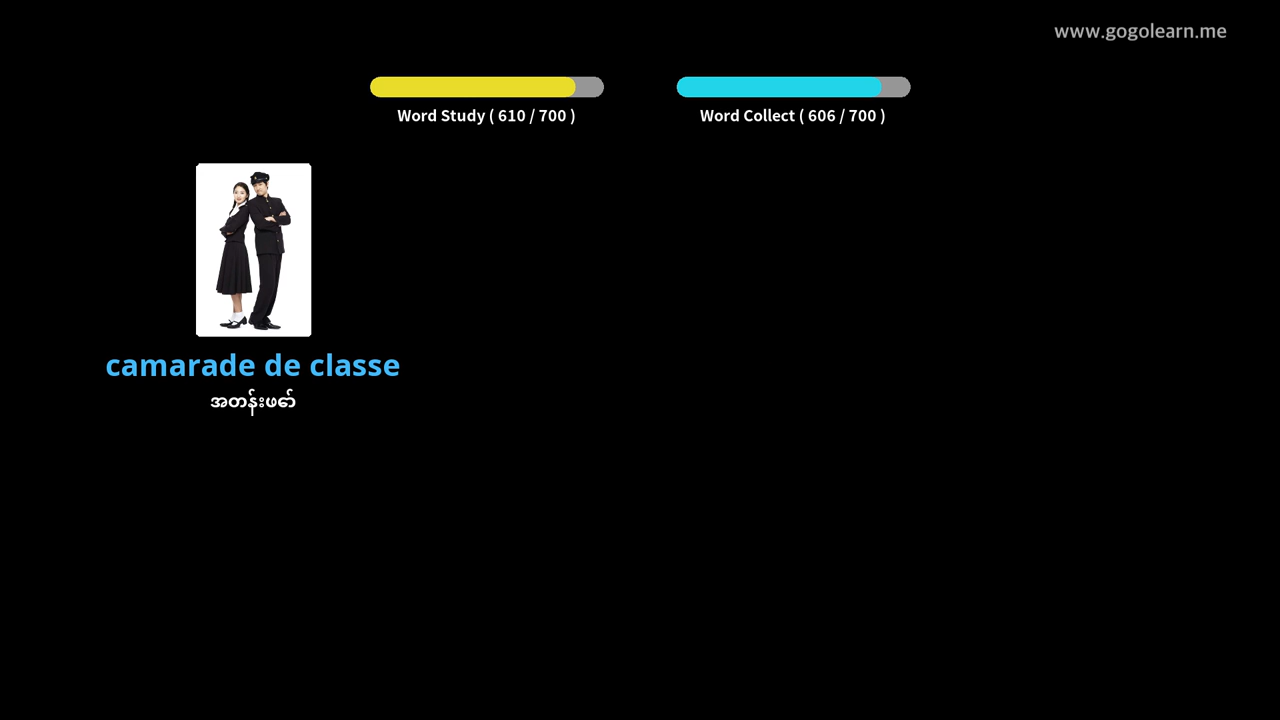 www.gogolearn.me
Word Study ( 610 / 700 )
Word Collect ( 606 / 700 )
camarade de classe
အတန်းဖော်